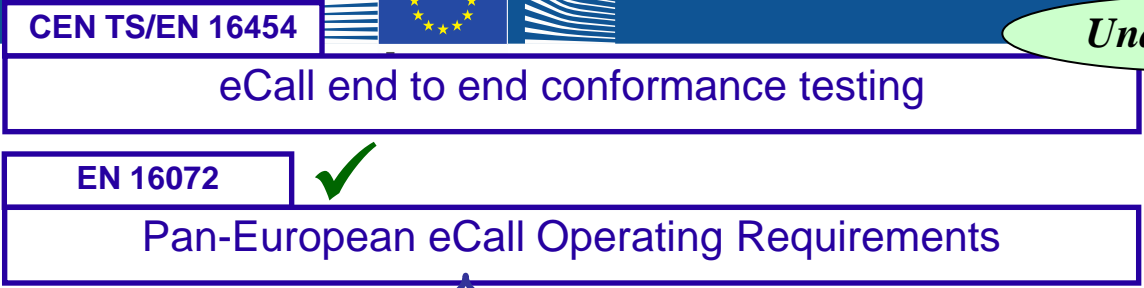 CEN TS/EN 16454
eCall end to end conformance testing
EN 16072
Pan-European eCall Operating Requirements